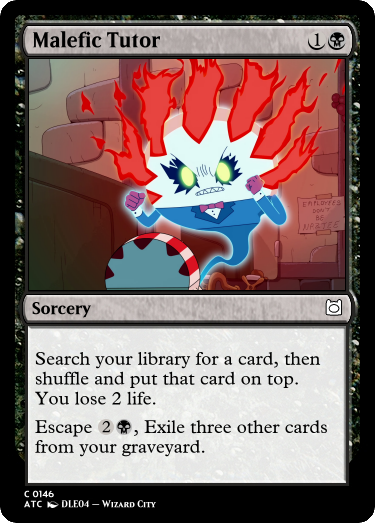 Malefic Tutor 1
EMPLOYEES
DON'T
BE
Sorcery
Search your library for a card, then
shuffle and put that card on top.
You lose 2 life.
Escape 2 , Exile three other cards
from your graveyard.
C 0146
ATC DLE04 — Wizard City